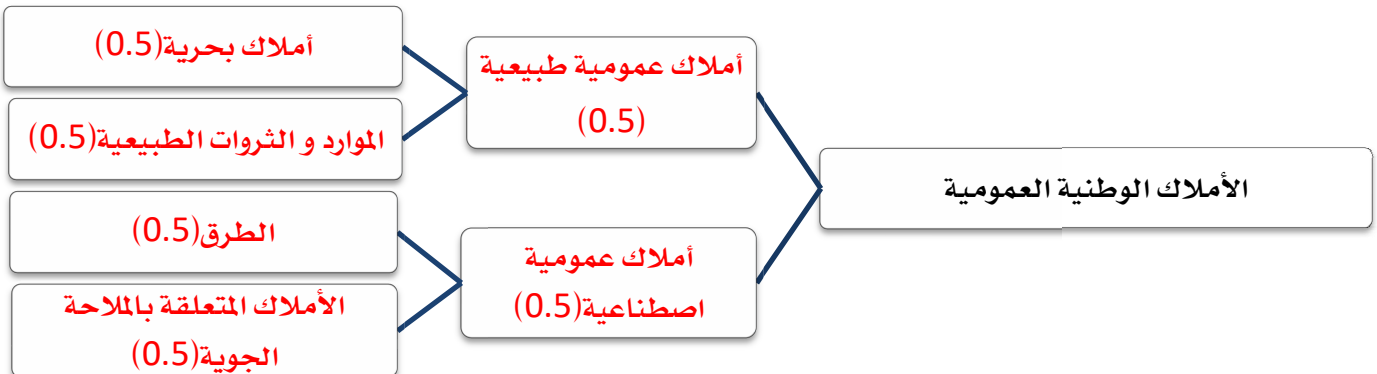 الأملاك الوطنية العمومية
أملاك عمومية طبيعية
(0.5)
أملاك بحرية(0.5)
الموارد و الثروات الطبيعية(0.5)
أملاك عمومية
اصطناعية(0.5)
الطرق(0.5)
الأملاك المتعلقة بالملاحة
الجوية(0.5)